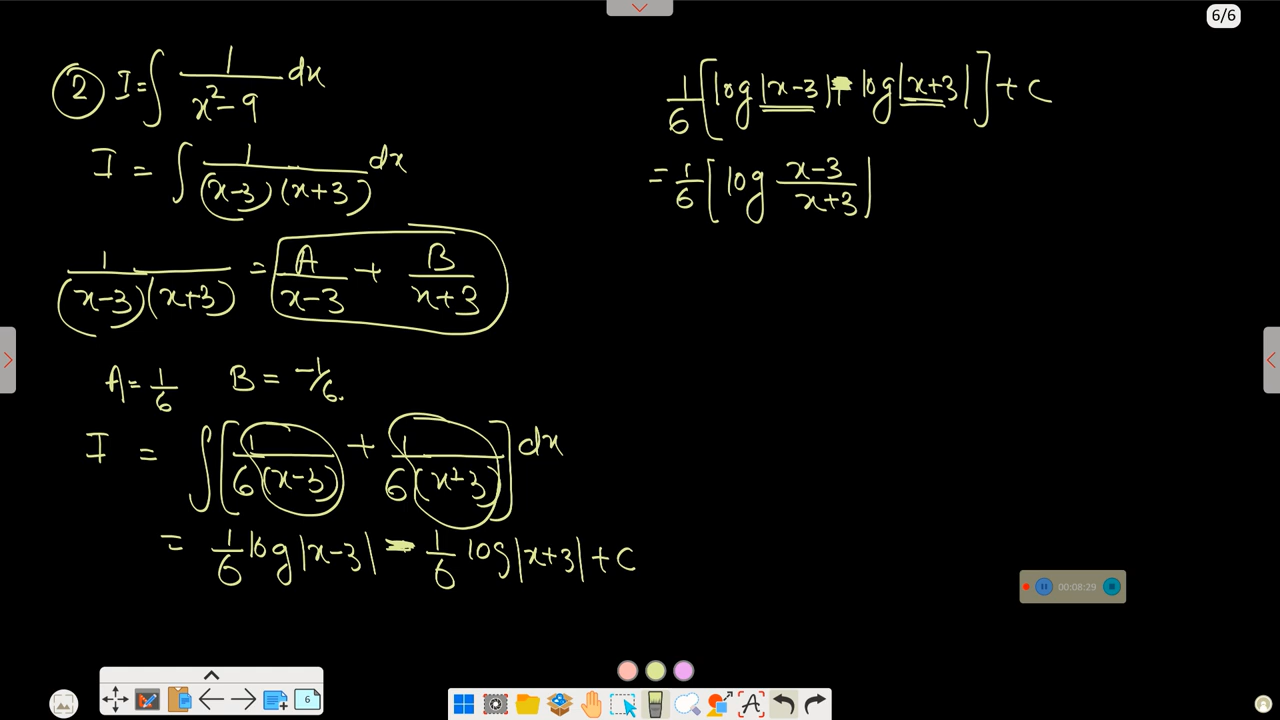 ② I = ∫ 1/(x² - 9) dx
I = ∫ 1/((x-3)(x+3)) dx
1/((x-3)(x+3)) = A/(x-3) + B/(x+3)
A = 1/6 B = -1/6.
I = ∫ [1/(6(x-3)) + 1/(6(x+3))] dx
= 1/6 log|x-3| - 1/6 log|x+3| + C
1/6 [log|x-3| - log|x+3|] + C
= 1/6 [log (x-3)/(x+3)]
6/6
00:08:29
6
A